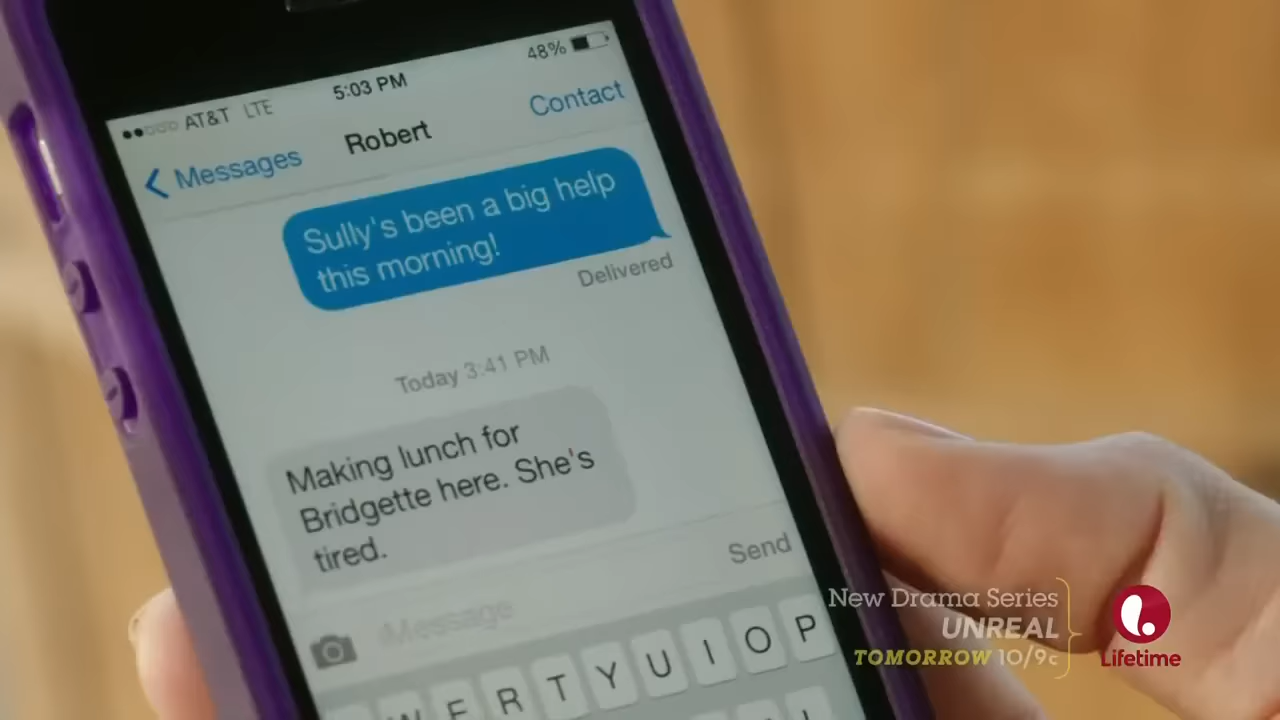 AT&T LTE 5:03 PM 48%
Messages Robert Contact
Sully's been a big help
this morning!
Delivered
Today 3:41 PM
Making lunch for
Bridgette here. She's
tired.
iMessage Send
W E R T Y U I O P
L
New Drama Series
UNREAL
TOMORROW 10/9c
Lifetime